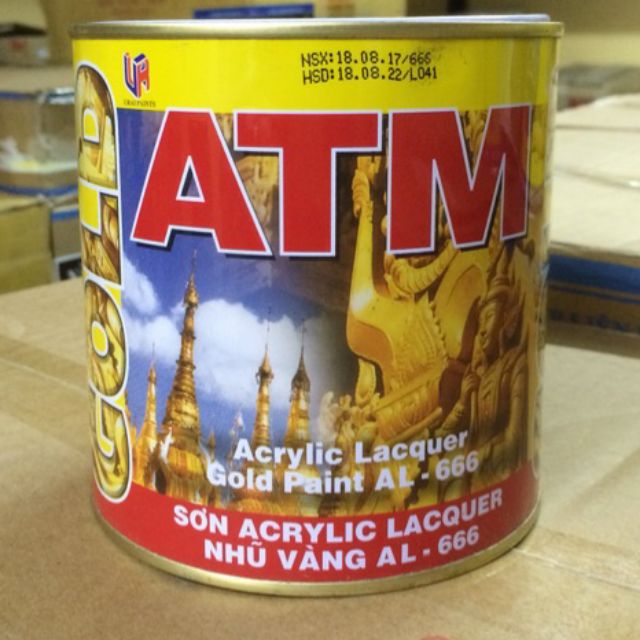 NSX:18.08.17/666
HSD:18.08.22/L041
GOLD
ATM
Acrylic Lacquer
Gold Paint AL - 666
SƠN ACRYLIC LACQUER
NHŨ VÀNG AL - 666